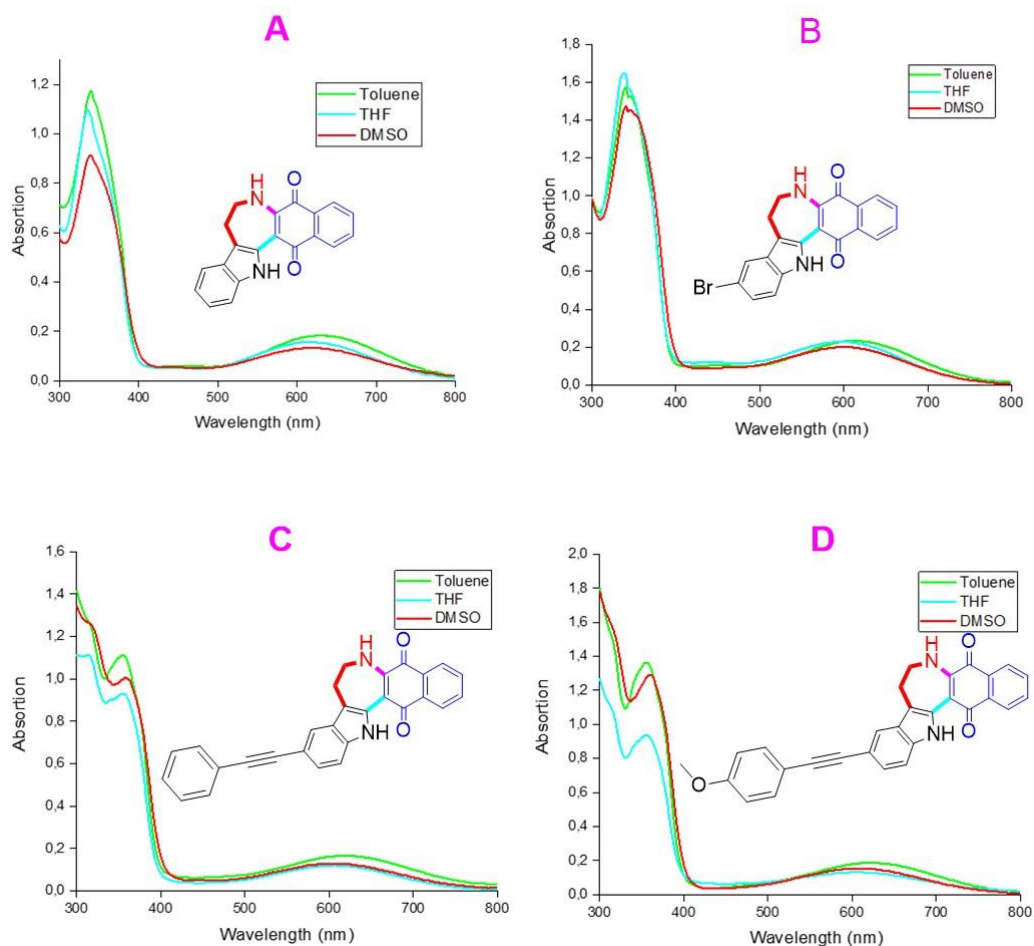 A
Toluene
THF
DMSO
1,2
1,0
0,8
0,6
0,4
0,2
0,0
Absortion
H
N
O
O
NH
300 400 500 600 700 800
Wavelength (nm)
B
Toluene
THF
DMSO
1,8
1,6
1,4
1,2
1,0
0,8
0,6
0,4
0,2
0,0
Absortion
H
N
O
O
NH
Br
300 400 500 600 700 800
Wavelength (nm)
C
Toluene
THF
DMSO
1,6
1,4
1,2
1,0
0,8
0,6
0,4
0,2
0,0
Absortion
H
N
O
O
NH
300 400 500 600 700 800
Wavelength (nm)
D
Toluene
THF
DMSO
2,0
1,8
1,6
1,4
1,2
1,0
0,8
0,6
0,4
0,2
0,0
Absortion
H
N
O
O
NH
O
300 400 500 600 700 800
Wavelength (nm)